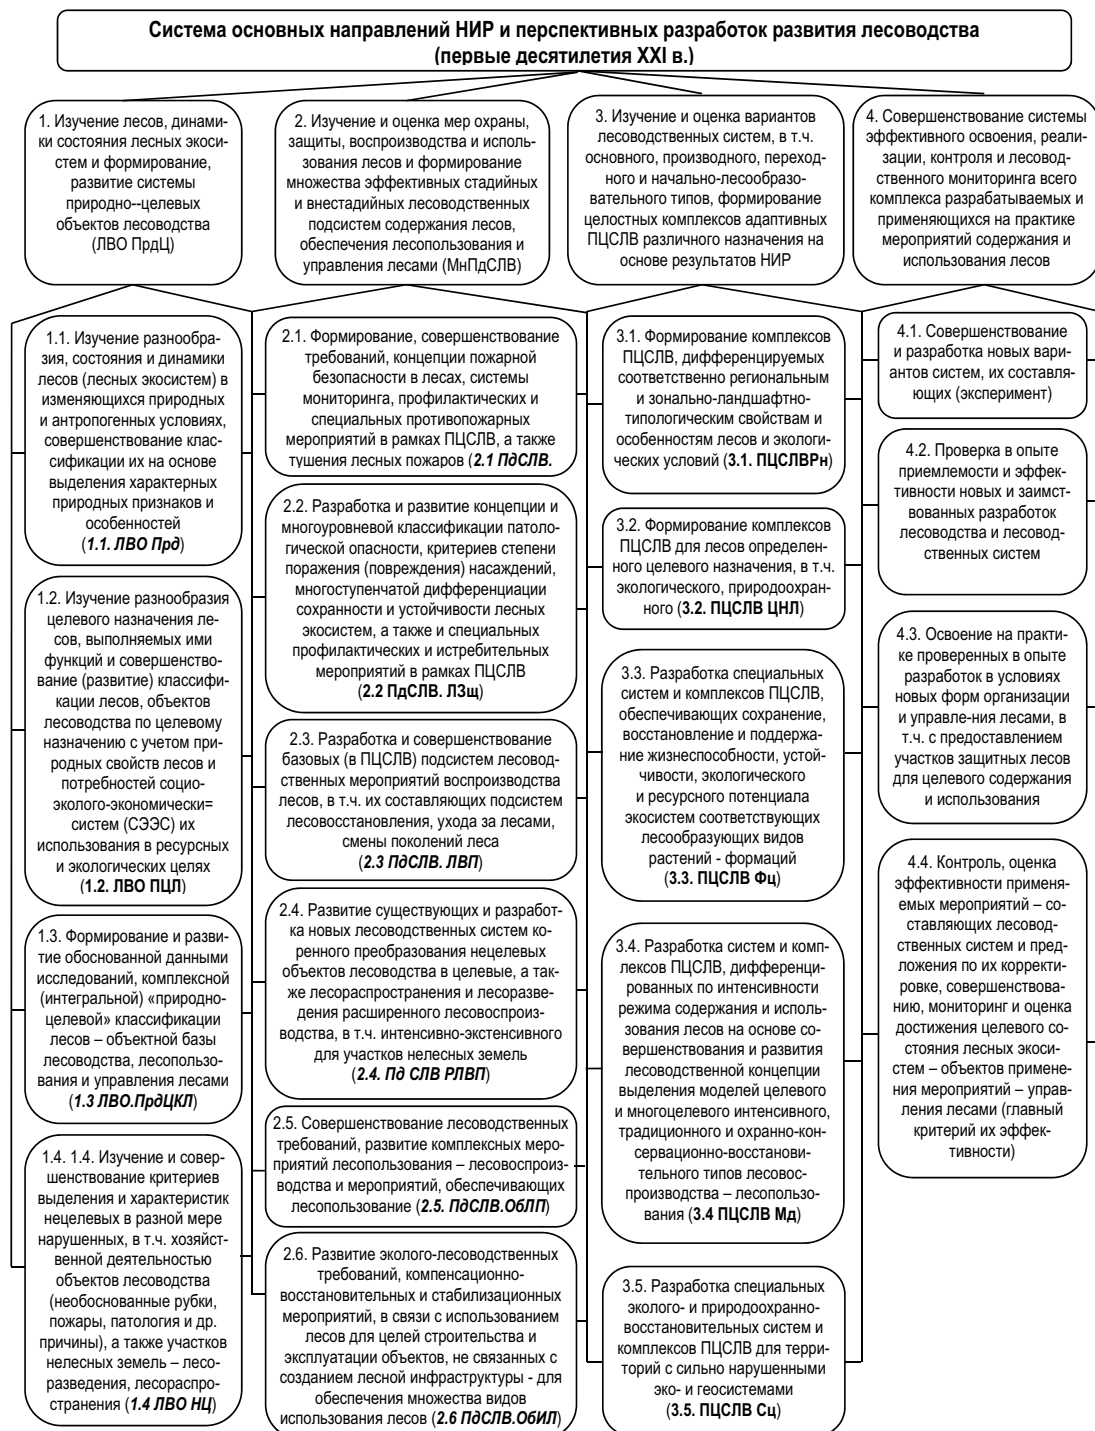 Система основных направлений НИР и перспективных разработок развития лесоводства
(первые десятилетия XXI в.)
1. Изучение лесов, динами-
ки состояния лесных экоси-
стем и формирование,
развитие системы
природно--целевых
объектов лесоводства
(ЛВО ПрдЦ)
2. Изучение и оценка мер охраны,
защиты, воспроизводства и исполь-
зования лесов и формирование
множества эффективных стадийных
и внестадийных лесоводственных
подсистем содержания лесов,
обеспечения лесопользования и
управления лесами (МнПдСЛВ)
3. Изучение и оценка вариантов
лесоводственных систем, в т.ч.
основного, производного, переход-
ного и начально-лесообразо-
вательного типов, формирование
целостных комплексов адаптивных
ПЦСЛВ различного назначения на
основе результатов НИР
4. Совершенствование системы
эффективного освоения, реали-
зации, контроля и лесовод-
ственного мониторинга всего
комплекса разрабатываемых и
применяющихся на практике
мероприятий содержания и
использования лесов
1.1. Изучение разнообра-
зия, состояния и динамики
лесов (лесных экосистем) в
изменяющихся природных
и антропогенных условиях,
совершенствование клас-
сификации их на основе
выделения характерных
природных признаков и
особенностей
(1.1. ЛВО Прд)
1.2. Изучение разнообразия
целевого назначения ле-
сов, выполняемых ими
функций и совершенство-
вание (развитие) классифи-
кации лесов, объектов
лесоводства по целевому
назначению с учетом при-
родных свойств лесов и
потребностей социо-
эколого-экономически=
систем (СЭЭС) их
использования в ресурсных
и экологических целях
(1.2. ЛВО ПЦЛ)
1.3. Формирование и разви-
тие обоснованной данными
исследований, комплексной
(интегральной) «природно-
целевой» классификации
лесов – объектной базы
лесоводства, лесопользо-
вания и управления лесами
(1.3 ЛВО.ПрдЦКЛ)
1.4. 1.4. Изучение и совер-
шенствование критериев
выделения и характеристик
нецелевых в разной мере
нарушенных, в т.ч. хозяйст-
венной деятельностью
объектов лесоводства
(необоснованные рубки,
пожары, патология и др.
причины), а также участков
нелесных земель – лесо-
разведения, лесораспро-
странения (1.4 ЛВО НЦ)
2.1. Формирование, совершенствование
требований, концепции пожарной
безопасности в лесах, системы
мониторинга, профилактических и
специальных противопожарных
мероприятий в рамках ПЦСЛВ, а также
тушения лесных пожаров (2.1 ПдСЛВ.
2.2. Разработка и развитие концепции и
многоуровневой классификации патоло-
гической опасности, критериев степени
поражения (повреждения) насаждений,
многоступенчатой дифференциации
сохранности и устойчивости лесных
экосистем, а также и специальных
профилактических и истребительных
мероприятий в рамках ПЦСЛВ
(2.2 ПдСЛВ. ЛЗщ)
2.3. Разработка и совершенствование
базовых (в ПЦСЛВ) подсистем лесовод-
ственных мероприятий воспроизводства
лесов, в т.ч. их составляющих подсистем
лесовостановления, ухода за лесами,
смены поколений леса
(2.3 ПдСЛВ. ЛВП)
2.4. Развитие существующих и разработ-
ка новых лесоводственных систем ко-
ренного преобразования нецелевых
объектов лесоводства в целевые, а так-
же лесораспространения и лесоразве-
дения расширенного лесовоспроиз-
водства, в т.ч. интенсивно-экстенсивного
для участков нелесных земель
(2.4. Пд СЛВ РЛВП)
2.5. Совершенствование лесоводственных
требований, развитие комплексных меро-
приятий лесопользования – лесовоспроиз-
водства и мероприятий, обеспечивающих
лесопользование (2.5. ПдСЛВ.ОбЛП)
2.6. Развитие эколого-лесоводственных
требований, компенсационно-
восстановительных и стабилизационных
мероприятий, в связи с использованием
лесов для целей строительства и
эксплуатации объектов, не связанных с
созданием лесной инфраструктуры - для
обеспечения множества видов
использования лесов (2.6 ПдСЛВ.ОбИЛ)
3.1. Формирование комплексов
ПЦСЛВ, дифференцируемых
соответственно региональным
и зонально-ландшафтно-
типологическим свойствам и
особенностям лесов и экологи-
ческих условий (3.1. ПЦСЛВРн)
3.2. Формирование комплексов
ПЦСЛВ для лесов определен-
ного целевого назначения, в т.ч.
экологического, природоохран-
ного (3.2. ПЦСЛВ ЦНЛ)
3.3. Разработка специальных
систем и комплексов ПЦСЛВ,
обеспечивающих сохранение,
восстановление и поддержа-
ние жизнеспособности, устой-
чивости, экологического
и ресурсного потенциала
экосистем соответствующих
лесообразующих видов
растений - формаций
(3.3. ПЦСЛВ Фц)
3.4. Разработка систем и комп-
лексов ПЦСЛВ, дифференци-
рованных по интенсивности
режима содержания и исполь-
зования лесов на основе со-
вершенствования и развития
лесоводственной концепции
выделения моделей целевого
и многоцелевого интенсивного,
традиционного и охранно-кон-
сервационно-восстанови-
тельного типов лесовос-
производства – лесопользо-
вания (3.4 ПЦСЛВ Мд)
3.5. Разработка специальных
эколого- и природоохранно-
восстановительных систем и
комплексов ПЦСЛВ для терри-
торий с сильно нарушенными
эко- и геосистемами
(3.5. ПЦСЛВ Сц)
4.1. Совершенствование
и разработка новых вари-
антов систем, их составля-
ющих (эксперимент)
4.2. Проверка в опыте
приемлемости и эффек-
тивности новых и заимст-
вованных разработок
лесоводства и лесовод-
ственных систем
4.3. Освоение на практи-
ке проверенных в опыте
разработок в условиях
новых форм организации
и управле-ния лесами, в
т.ч. с предоставлением
участков защитных лесов
для целевого содержания
и использования
4.4. Контроль, оценка
эффективности применя-
емых мероприятий – со-
ставляющих лесовод-
ственных систем и пред-
ложения по их корректи-
ровке, совершенствова-
нию, мониторинг и оценка
достижения целевого со-
стояния лесных экоси-
стем – объектов примене-
ния мероприятий – управ-
ления лесами (главный
критерий их эффек-
тивности)